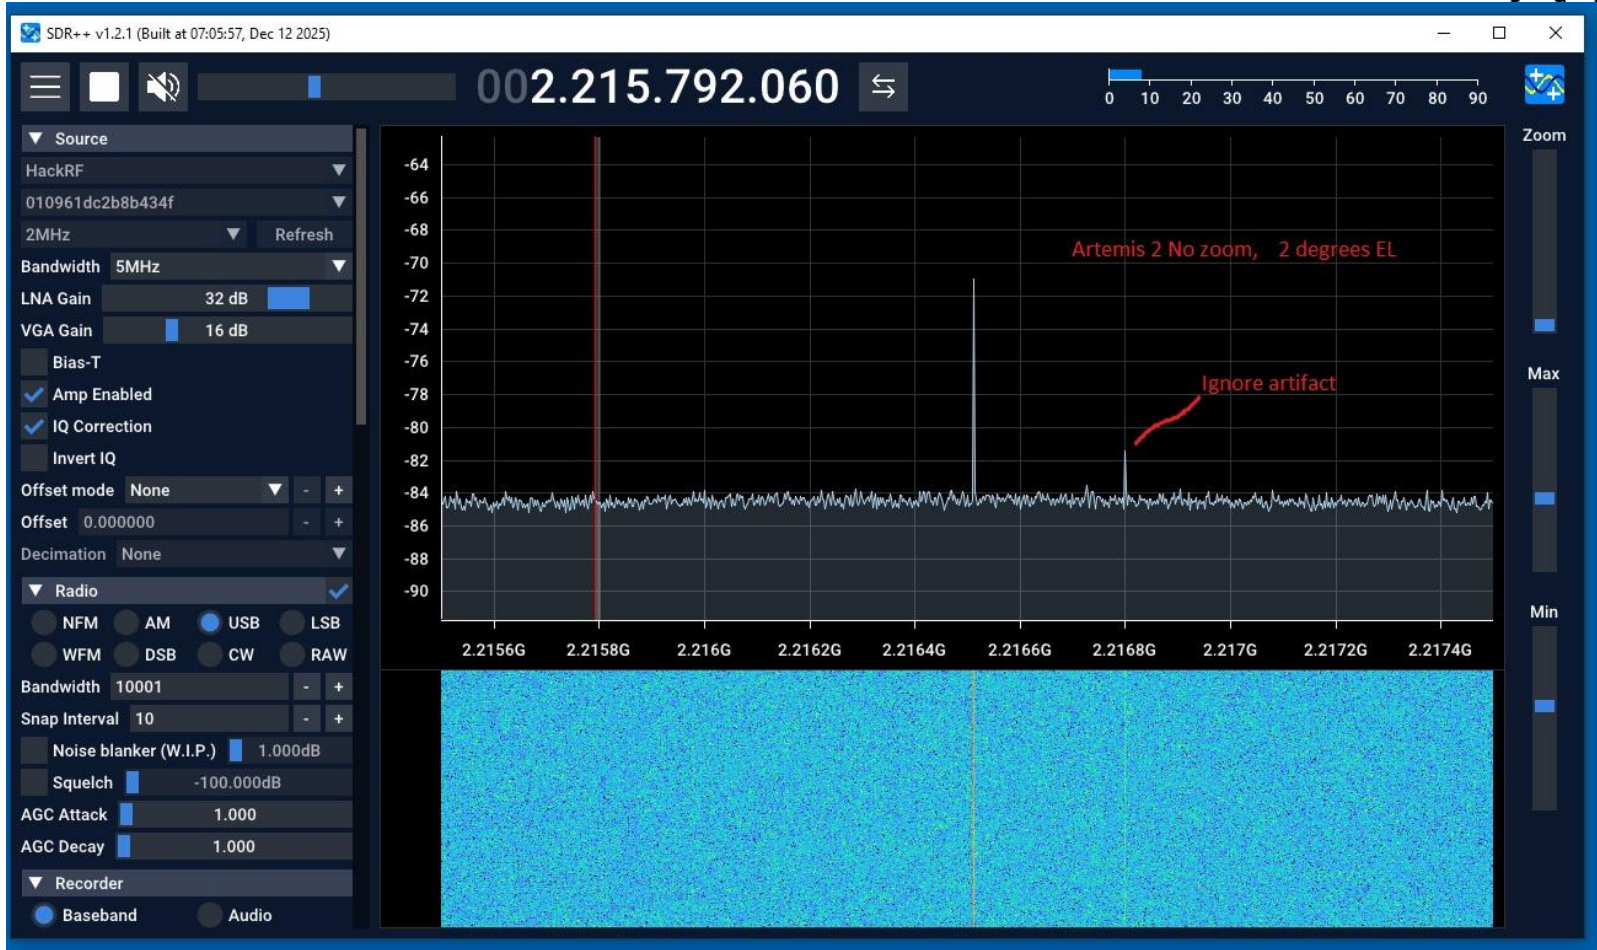 SDR++ v1.2.1 (Built at 07:05:57, Dec 12 2025)
002.215.792.060
0 10 20 30 40 50 60 70 80 90
Source
HackRF
010961dc2b8b434f
2MHz Refresh
Bandwidth 5MHz
LNA Gain 32 dB
VGA Gain 16 dB
Bias-T
Amp Enabled
IQ Correction
Invert IQ
Offset mode None - +
Offset 0.000000 - +
Decimation None
Radio
NFM AM USB LSB
WFM DSB CW RAW
Bandwidth 10001 - +
Snap Interval 10 - +
Noise blanker (W.I.P.) 1.000dB
Squelch -100.000dB
AGC Attack 1.000
AGC Decay 1.000
Recorder
Baseband Audio
-64
-66
-68
-70
-72
-74
-76
-78
-80
-82
-84
-86
-88
-90
Artemis 2 No zoom, 2 degrees EL
Ignore artifact
2.2156G 2.2158G 2.216G 2.2162G 2.2164G 2.2166G 2.2168G 2.217G 2.2172G 2.2174G
Zoom
Max
Min